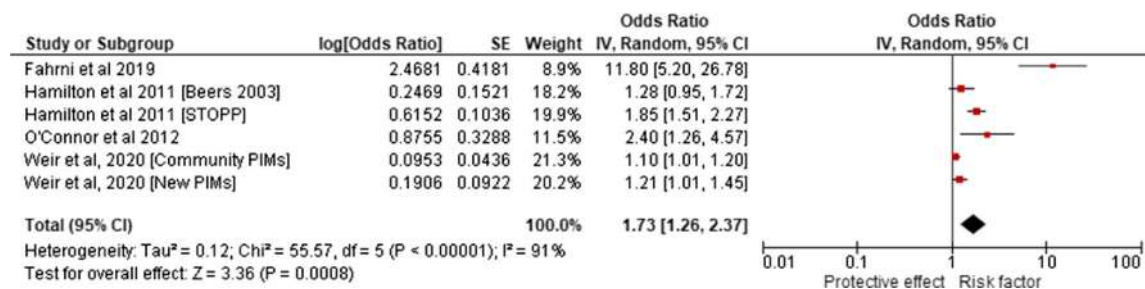 Odds Ratio Odds Ratio
Study or Subgroup log[Odds Ratio] SE Weight IV, Random, 95% CI IV, Random, 95% CI
Fahrni et al 2019 2.4681 0.4181 8.9% 11.80 [5.20, 26.78]
Hamilton et al 2011 [Beers 2003] 0.2469 0.1521 18.2% 1.28 [0.95, 1.72]
Hamilton et al 2011 [STOPP] 0.6152 0.1036 19.9% 1.85 [1.51, 2.27]
O'Connor et al 2012 0.8755 0.3288 11.5% 2.40 [1.26, 4.57]
Weir et al, 2020 [Community PIMs] 0.0953 0.0436 21.3% 1.10 [1.01, 1.20]
Weir et al, 2020 [New PIMs] 0.1906 0.0922 20.2% 1.21 [1.01, 1.45]
Total (95% CI) 100.0% 1.73 [1.26, 2.37]
Heterogeneity: Tau² = 0.12; Chi² = 55.57, df = 5 (P < 0.00001); I² = 91%
Test for overall effect: Z = 3.36 (P = 0.0008)
0.01 0.1 1 10 100
Protective effect Risk factor